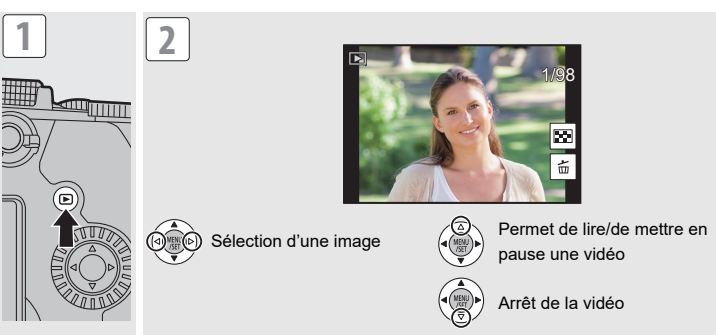 1
2
1/98
MENU
/SET
Sélection d'une image
MENU
/SET
Permet de lire/de mettre en
pause une vidéo
MENU
/SET
Arrêt de la vidéo